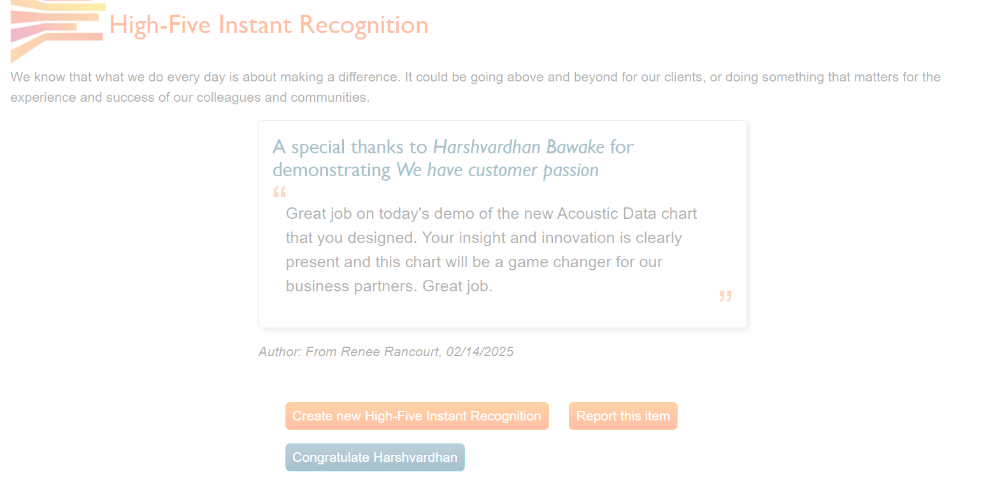 High-Five Instant Recognition
We know that what we do every day is about making a difference. It could be going above and beyond for our clients, or doing something that matters for the
experience and success of our colleagues and communities.
A special thanks to Harshvardhan Bawake for
demonstrating We have customer passion
“
Great job on today's demo of the new Acoustic Data chart
that you designed. Your insight and innovation is clearly
present and this chart will be a game changer for our
business partners. Great job.
”
Author: From Renee Rancourt, 02/14/2025
Create new High-Five Instant Recognition
Report this item
Congratulate Harshvardhan